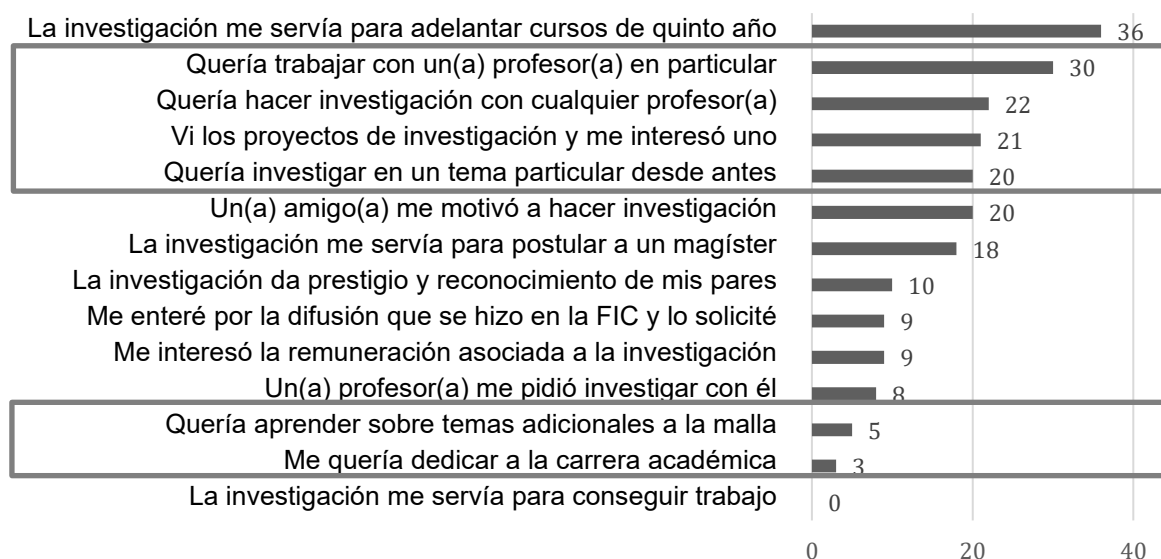 La investigación me servía para adelantar cursos de quinto año 36
Quería trabajar con un(a) profesor(a) en particular 30
Quería hacer investigación con cualquier profesor(a) 22
Vi los proyectos de investigación y me interesó uno 21
Quería investigar en un tema particular desde antes 20
Un(a) amigo(a) me motivó a hacer investigación 20
La investigación me servía para postular a un magíster 18
La investigación da prestigio y reconocimiento de mis pares 10
Me enteré por la difusión que se hizo en la FIC y lo solicité 9
Me interesó la remuneración asociada a la investigación 9
Un(a) profesor(a) me pidió investigar con él 8
Quería aprender sobre temas adicionales a la malla 5
Me quería dedicar a la carrera académica 3
La investigación me servía para conseguir trabajo 0
0 20 40